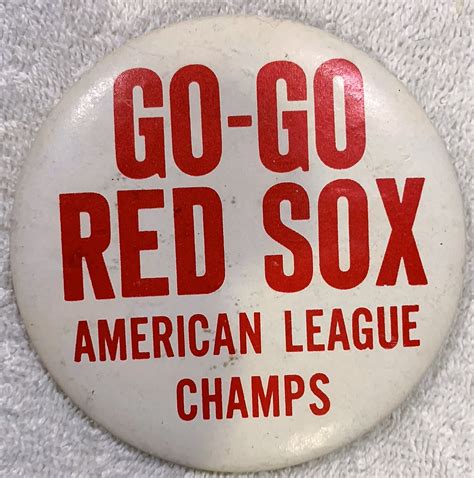 GO-GO
RED SOX
AMERICAN LEAGUE
CHAMPS